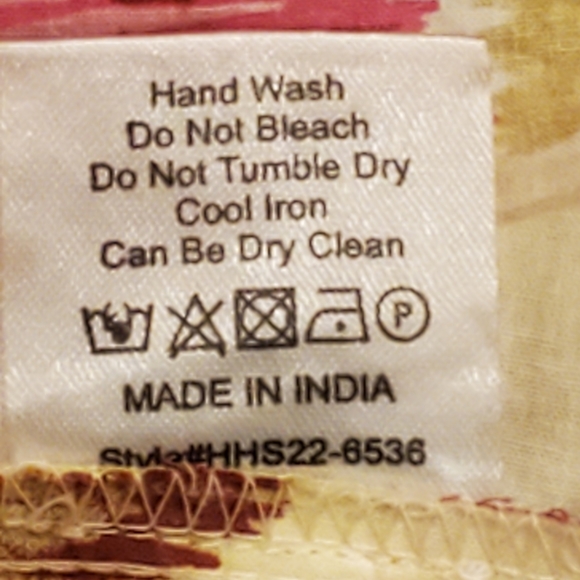 Hand Wash
Do Not Bleach
Do Not Tumble Dry
Cool Iron
Can Be Dry Clean
P
MADE IN INDIA
Style#HHS22-6536